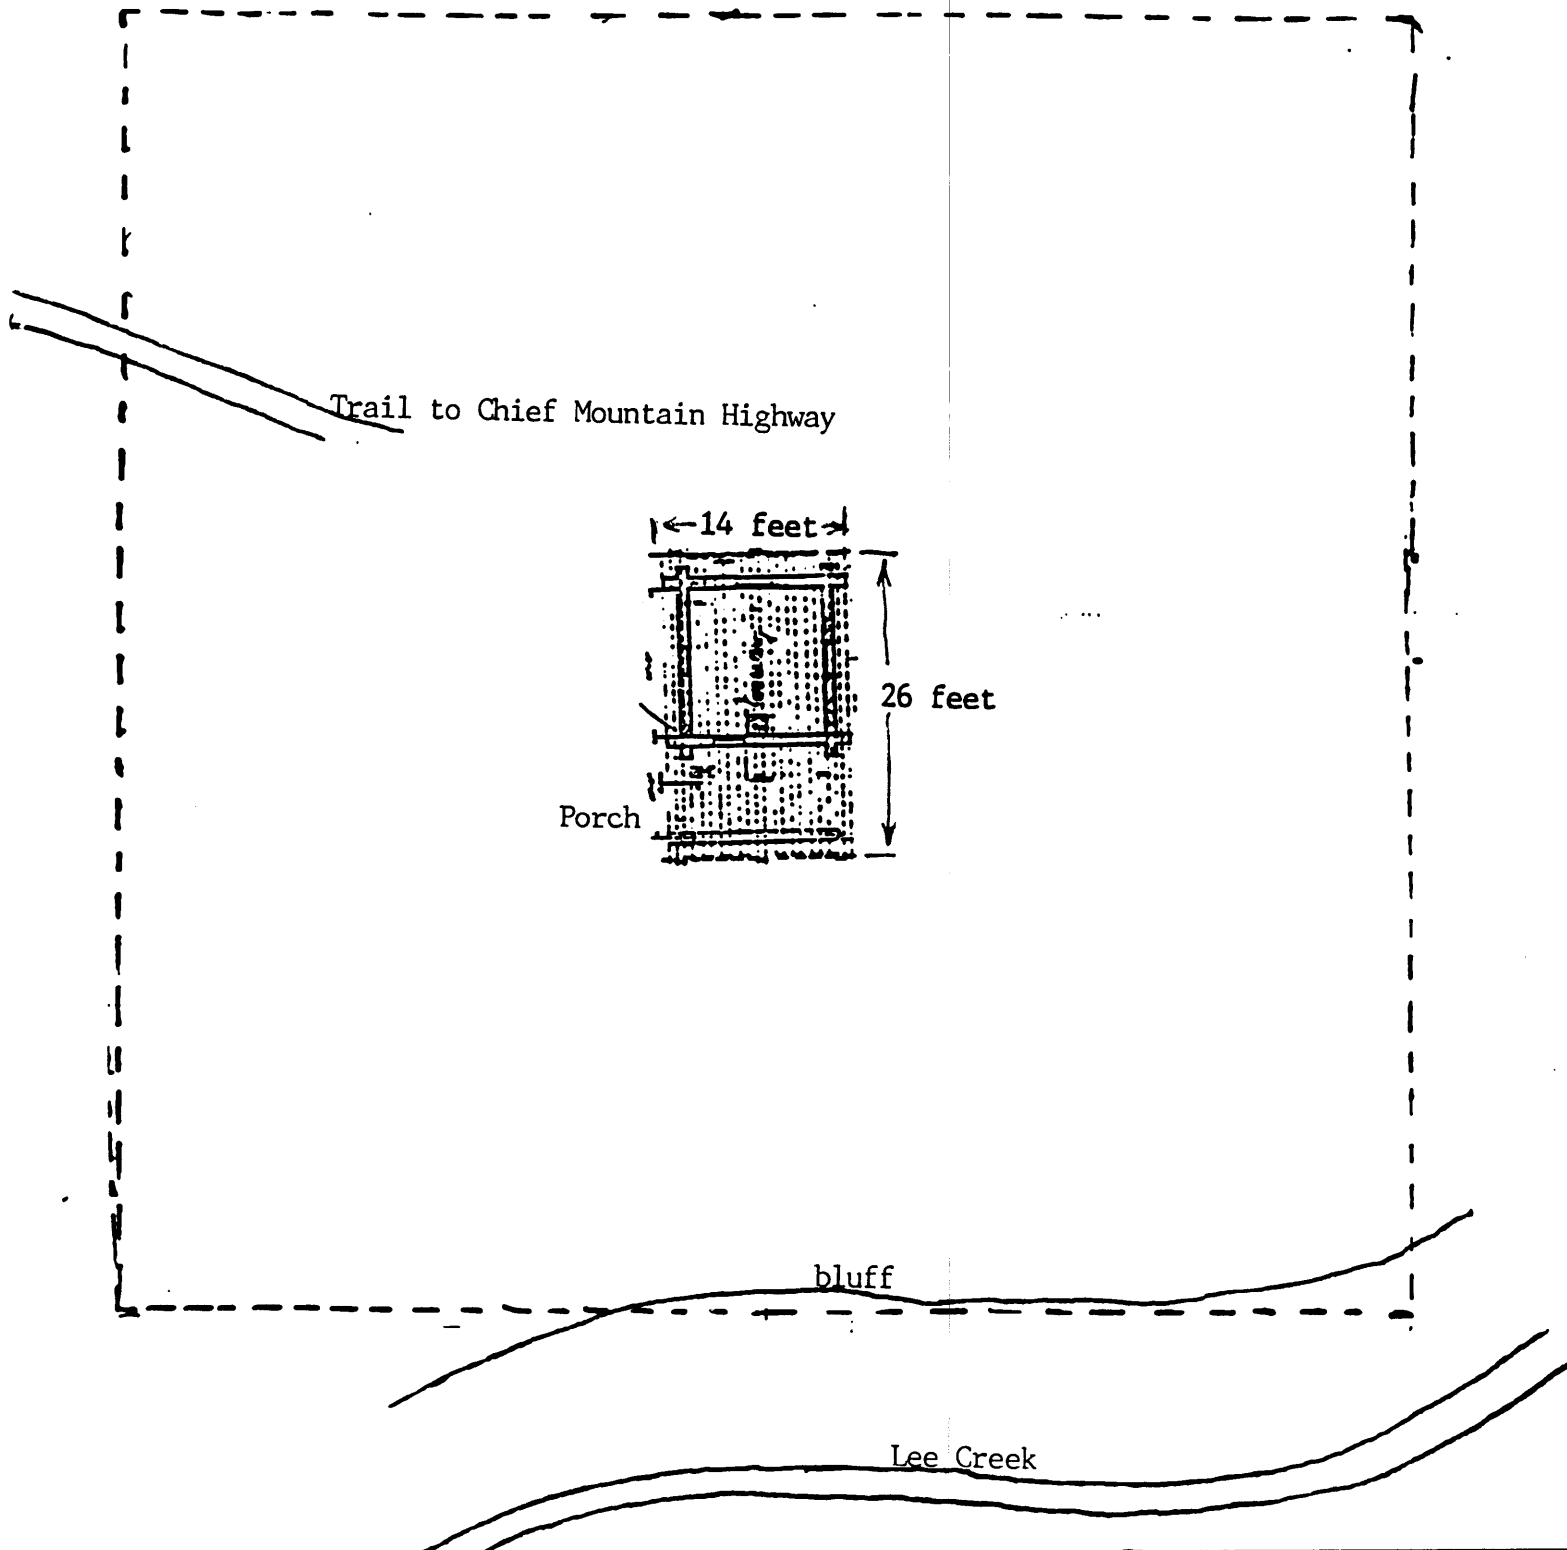 Trail to Chief Mountain Highway
14 feet
26 feet
Porch
bluff
Lee Creek